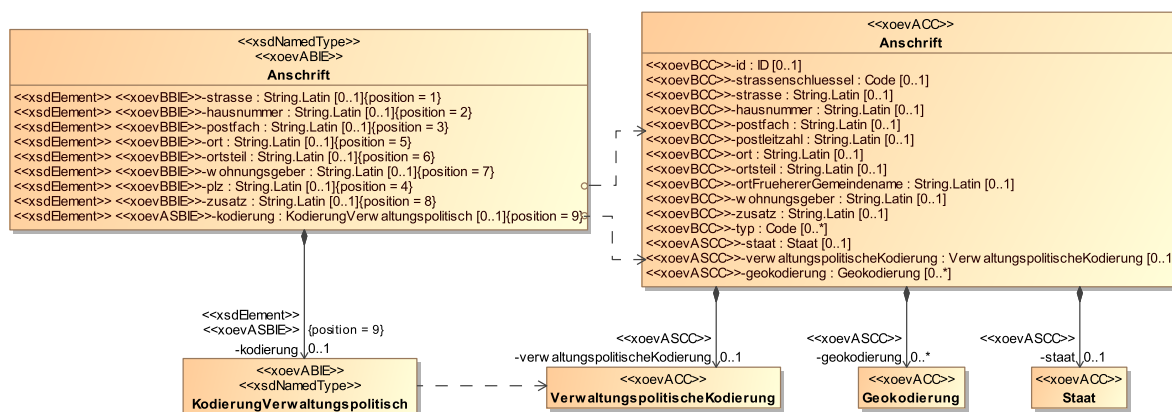 <<xsdNamedType>>
<<xoevABIE>>
Anschrift
<<xsdElement>> <<xoevBBIE>>-strasse : String.Latin [0..1]{position = 1}
<<xsdElement>> <<xoevBBIE>>-hausnummer : String.Latin [0..1]{position = 2}
<<xsdElement>> <<xoevBBIE>>-postfach : String.Latin [0..1]{position = 3}
<<xsdElement>> <<xoevBBIE>>-ort : String.Latin [0..1]{position = 5}
<<xsdElement>> <<xoevBBIE>>-ortsteil : String.Latin [0..1]{position = 6}
<<xsdElement>> <<xoevBBIE>>-wohnungsgeber : String.Latin [0..1]{position = 7}
<<xsdElement>> <<xoevBBIE>>-plz : String.Latin [0..1]{position = 4}
<<xsdElement>> <<xoevBBIE>>-zusatz : String.Latin [0..1]{position = 8}
<<xsdElement>> <<xoevASBIE>>-kodierung : KodierungVerwaltungspolitisch [0..1]{position = 9}
<<xoevACC>>
Anschrift
<<xoevBCC>>-id : ID [0..1]
<<xoevBCC>>-strassenschluessel : Code [0..1]
<<xoevBCC>>-strasse : String.Latin [0..1]
<<xoevBCC>>-hausnummer : String.Latin [0..1]
<<xoevBCC>>-postfach : String.Latin [0..1]
<<xoevBCC>>-postleitzahl : String.Latin [0..1]
<<xoevBCC>>-ort : String.Latin [0..1]
<<xoevBCC>>-ortsteil : String.Latin [0..1]
<<xoevBCC>>-ortFruehererGemeindename : String.Latin [0..1]
<<xoevBCC>>-wohnungsgeber : String.Latin [0..1]
<<xoevBCC>>-zusatz : String.Latin [0..1]
<<xoevBCC>>-typ : Code [0..*]
<<xoevASCC>>-staat : Staat [0..1]
<<xoevASCC>>-verwaltungspolitischeKodierung : VerwaltungspolitischeKodierung [0..1
<<xoevASCC>>-geokodierung : Geokodierung [0..*]
<<xsdElement>>
<<xoevASBIE>> {position = 9}
-kodierung 0..1
<<xoevASCC>>
-verwaltungspolitischeKodierung 0..1
<<xoevASCC>>
-geokodierung 0..*
<<xoevASCC>>
-staat 0..1
<<xoevABIE>>
<<xsdNamedType>>
KodierungVerwaltungspolitisch
<<xoevACC>>
VerwaltungspolitischeKodierung
<<xoevACC>>
Geokodierung
<<xoevACC>>
Staat